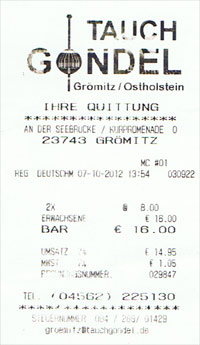 TAUCH
GONDEL
Grömitz / Ostholstein
IHRE QUITTUNG
AN DER SEEBRÜCKE / KURPROMENADE 0
23743 GRÖMITZ
MC #01
REG DEUTSCHM 07-10-2012 13:54 030922
2X @ 8.00
ERWACHSENE € 16.00
BAR € 16.00
UMSATZ € 14.95
MWST € 1.05
029847
TEL. (04562) 225130
STEUERNUMMER: 01429
groemitz@tauchgondel.de